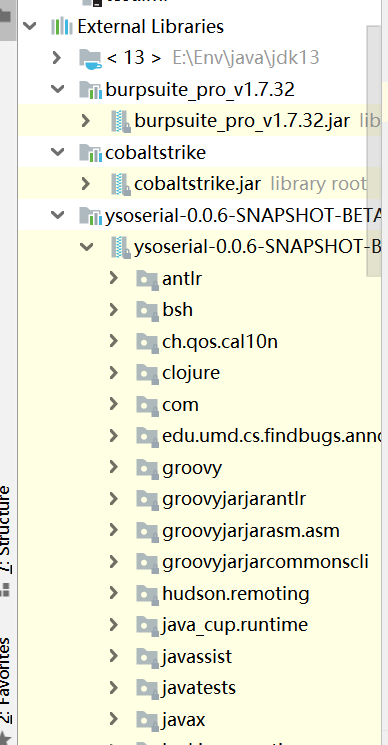 External Libraries
< 13 > E:\Env\java\jdk13
burpsuite_pro_v1.7.32
burpsuite_pro_v1.7.32.jar lib
cobaltstrike
cobaltstrike.jar library root
ysoserial-0.0.6-SNAPSHOT-BETA
ysoserial-0.0.6-SNAPSHOT-B
antlr
bsh
ch.qos.cal10n
clojure
com
edu.umd.cs.findbugs.anno
groovy
groovyjarjarantlr
groovyjarjarasm.asm
groovyjarjarcommonscli
hudson.remoting
java_cup.runtime
javassist
javatests
javax
7: Structure
2: Favorites